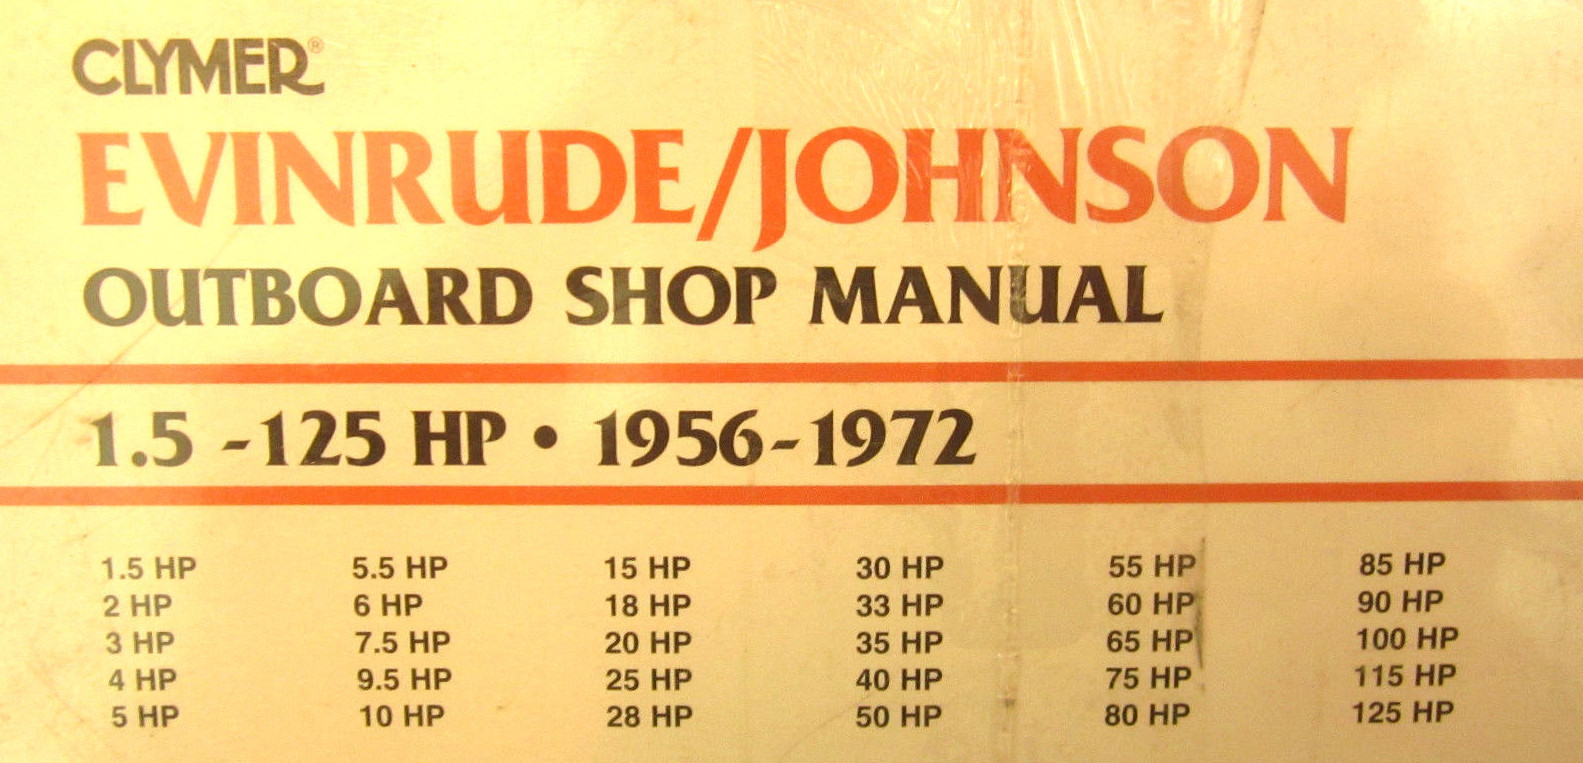 CLYMER®
EVINRUDE/JOHNSON
OUTBOARD SHOP MANUAL
1.5 -125 HP • 1956-1972
1.5 HP 5.5 HP 15 HP 30 HP 55 HP 85 HP
2 HP 6 HP 18 HP 33 HP 60 HP 90 HP
3 HP 7.5 HP 20 HP 35 HP 65 HP 100 HP
4 HP 9.5 HP 25 HP 40 HP 75 HP 115 HP
5 HP 10 HP 28 HP 50 HP 80 HP 125 HP